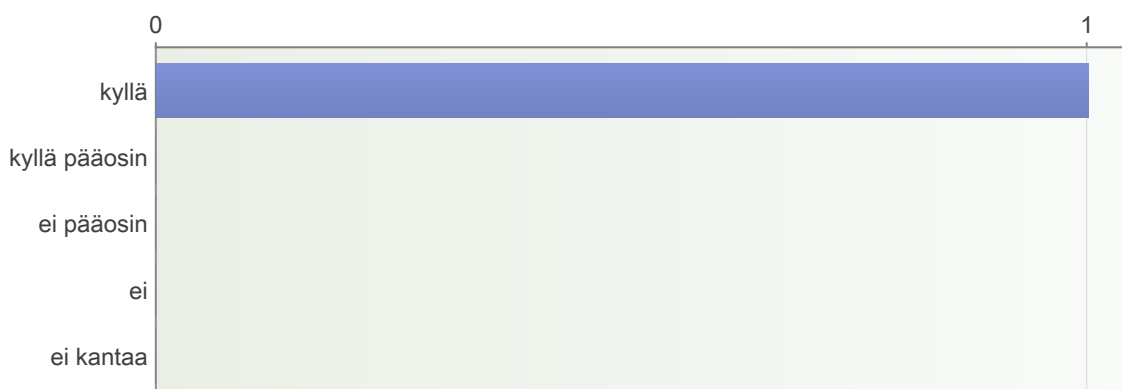 0 1
kyllä
kyllä pääosin
ei pääosin
ei
ei kantaa